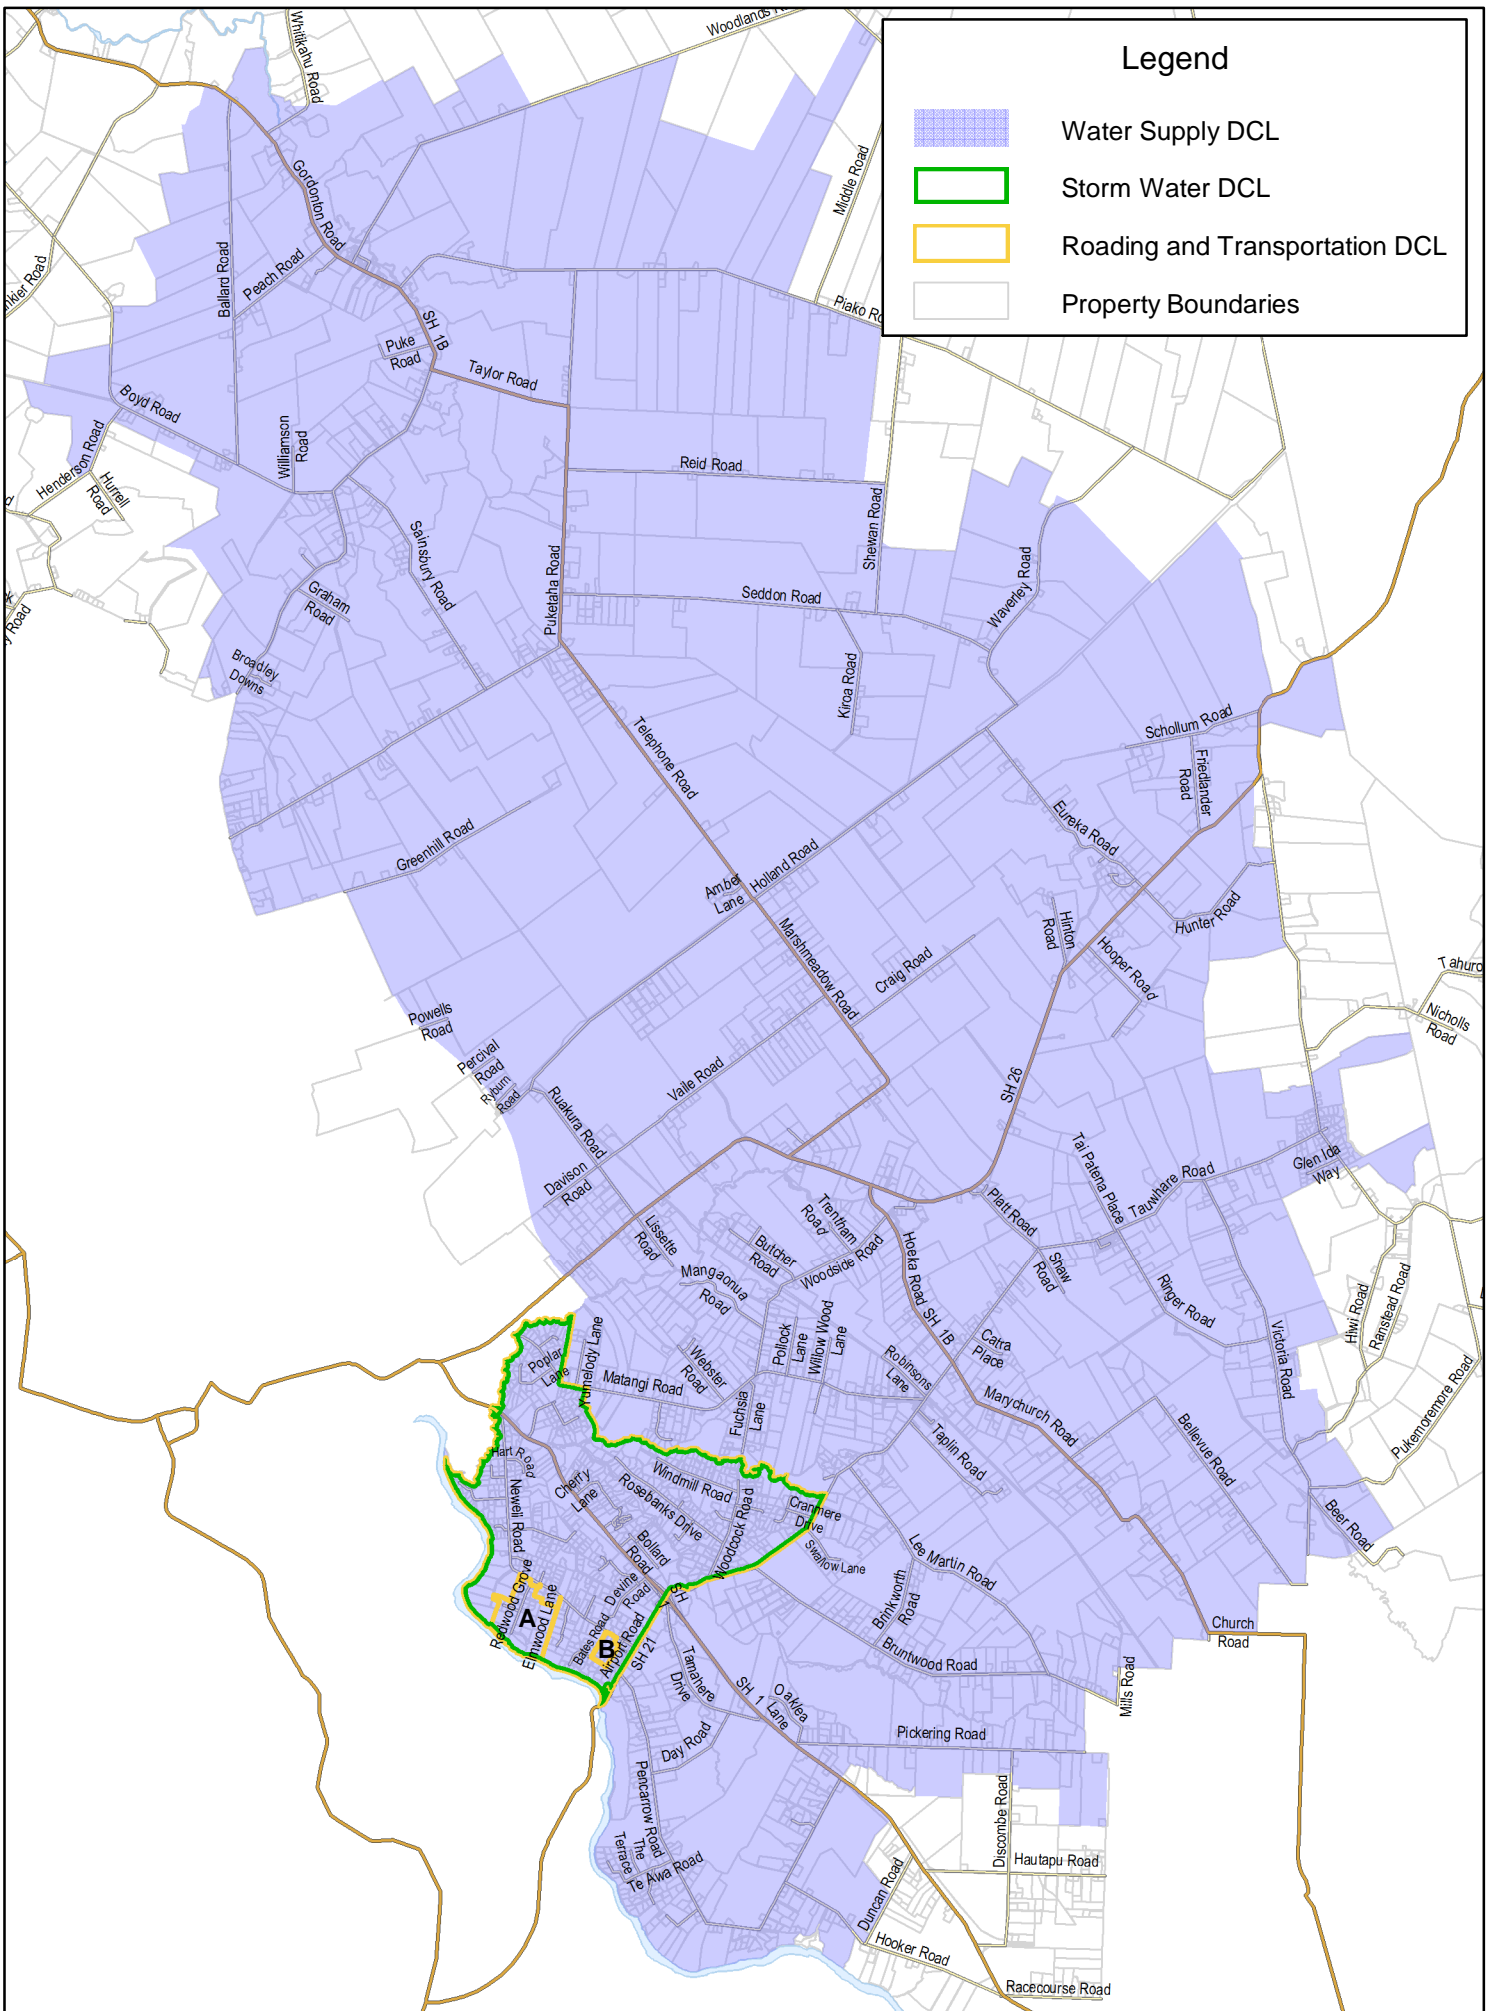 Legend
Water Supply DCL
Storm Water DCL
Roading and Transportation DCL
Property Boundaries
Whitikahu Road
Middle Road
Gordonton Road
Ballard Road
Peach Road
SH 1B
Puke
Road
Taylor Road
Boyd Road
Henderson Road
Hurrell
Road
Williamson
Road
Reid Road
Sainsbury Road
Shewan Road
Puketaha Road
Seddon Road
Waverley Road
Graham
Road
Broadley
Downs
Kiroa Road
Telephone Road
Schollum Road
Friedlander
Road
Eureka Road
Greenhill Road
Amber
Lane
Holland Road
Hunter Road
Hinton
Road
Hooper Road
Marshmeadow Road
Craig Road
Nicholls
Road
Powells
Road
Percival
Road
Ryburn
Road
Vaile Road
SH 26
Ruakura Road
Davison
Road
Tai Patena Place
Tauwhare Road
Glen Ida
Way
Platt Road
Trentham
Road
Butcher
Road
Woodside Road
Lissette
Road
Mangaonua
Road
Hoeka Road
SH 1B
Shaw
Road
Ringer Road
Hiwi Road
Ranstead Road
Victoria Road
Pukemoremore Road
Pollock
Lane
Willow Wood
Lane
Catra
Place
Robinsons
Lane
Webster
Road
Yumelody Lane
Poplar
Lane
Matangi Road
Fuchsia
Lane
Marychurch Road
Bellevue Road
Taplin Road
Beer Road
Hart Road
Newell Road
Cherry
Lane
Windmill Road
Rosebanks Drive
Cranmere
Drive
Woodcock Road
Swallow Lane
Lee Martin Road
Bollard
Road
Devine
Road
SH 1
Redwood Grove
A
Elmwood Lane
Bates Road
B
Airport Road
SH 21
Brinkworth
Road
Bruntwood Road
Church
Road
Mills Road
Tamahere
Drive
SH 1
Oaklea
Lane
Day Road
Pickering Road
Pencarrow Road
The
Terrace
Te Awa Road
Discombe Road
Hautapu Road
Duncan Road
Hooker Road
Racecourse Road